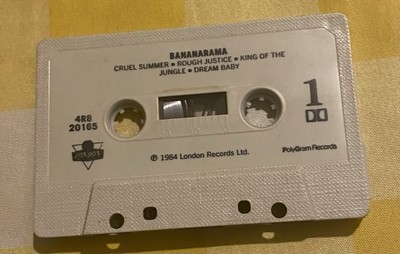 BANANARAMA
CRUEL SUMMER • ROUGH JUSTICE • KING OF THE
JUNGLE • DREAM BABY
4R8
20165
1
LONDON
℗ 1984 London Records Ltd.
PolyGram Records